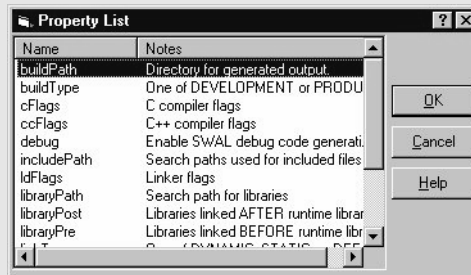 Property List
Name Notes
buildPath Directory for generated output.
buildType One of DEVELOPMENT or PRODU
cFlags C compiler flags
ccFlags C++ compiler flags
debug Enable SWAL debug code generati.
includePath Search paths used for included files
ldFlags Linker flags
libraryPath Search path for libraries
libraryPost Libraries linked AFTER runtime librar
libraryPre Libraries linked BEFORE runtime libr
OK
Cancel
Help